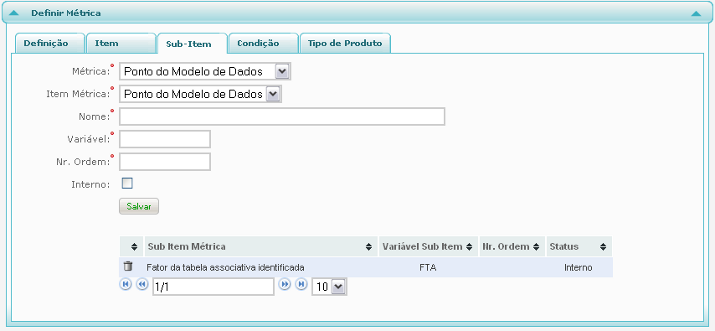 Definir Métrica
Definição Item Sub-Item Condição Tipo de Produto
Métrica:* Ponto do Modelo de Dados
Item Métrica:* Ponto do Modelo de Dados
Nome:*
Variável:*
Nr. Ordem:*
Interno:
Salvar
Sub Item Métrica Variável Sub Item Nr. Ordem Status
Fator da tabela associativa identificada FTA Interno
1/1 10